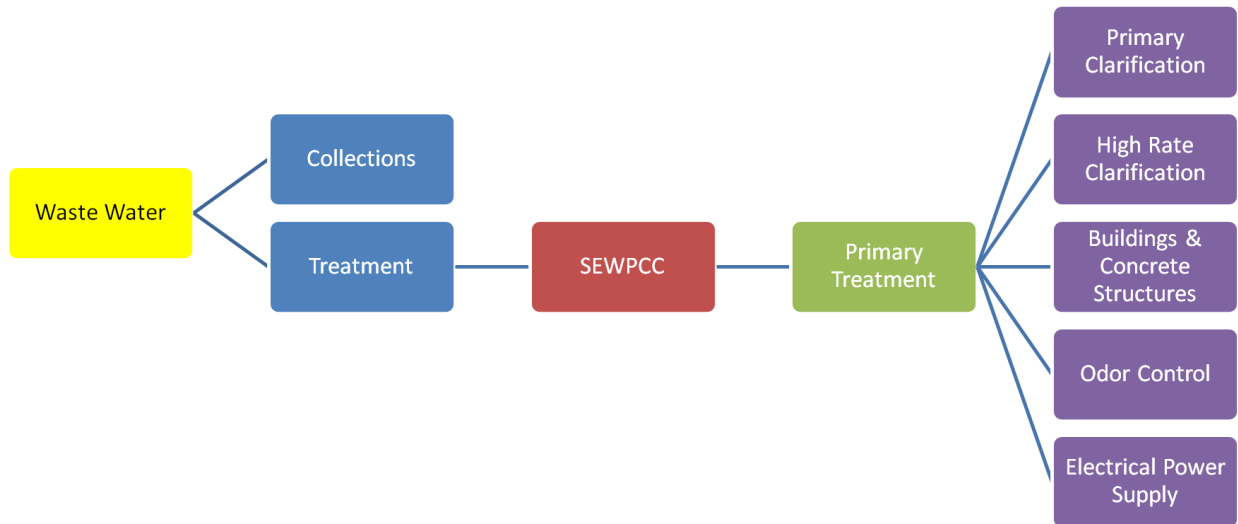 Waste Water
Collections
Treatment
SEWPCC
Primary
Treatment
Primary
Clarification
High Rate
Clarification
Buildings &
Concrete
Structures
Odor Control
Electrical Power
Supply